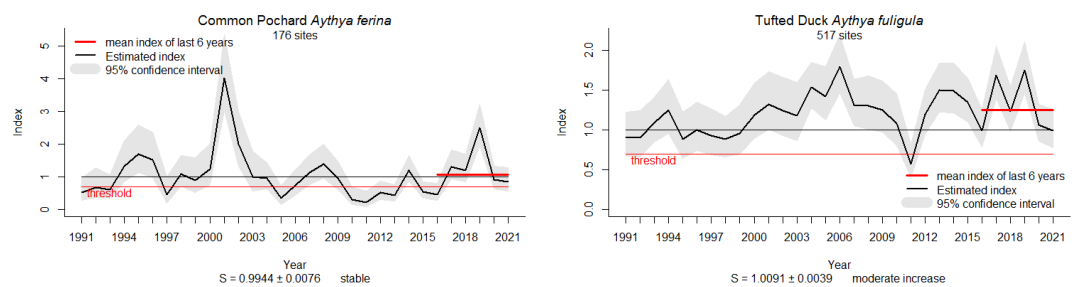 Common Pochard Aythya ferina
176 sites
mean index of last 6 years
Estimated index
95% confidence interval
threshold
Index
0 1 2 3 4 5
1991 1994 1997 2000 2003 2006 2009 2012 2015 2018 2021
Year
S = 0.9944 ± 0.0076 stable
Tufted Duck Aythya fuligula
517 sites
threshold
mean index of last 6 years
Estimated index
95% confidence interval
Index
0.0 0.5 1.0 1.5 2.0
1991 1994 1997 2000 2003 2006 2009 2012 2015 2018 2021
Year
S = 1.0091 ± 0.0039 moderate increase